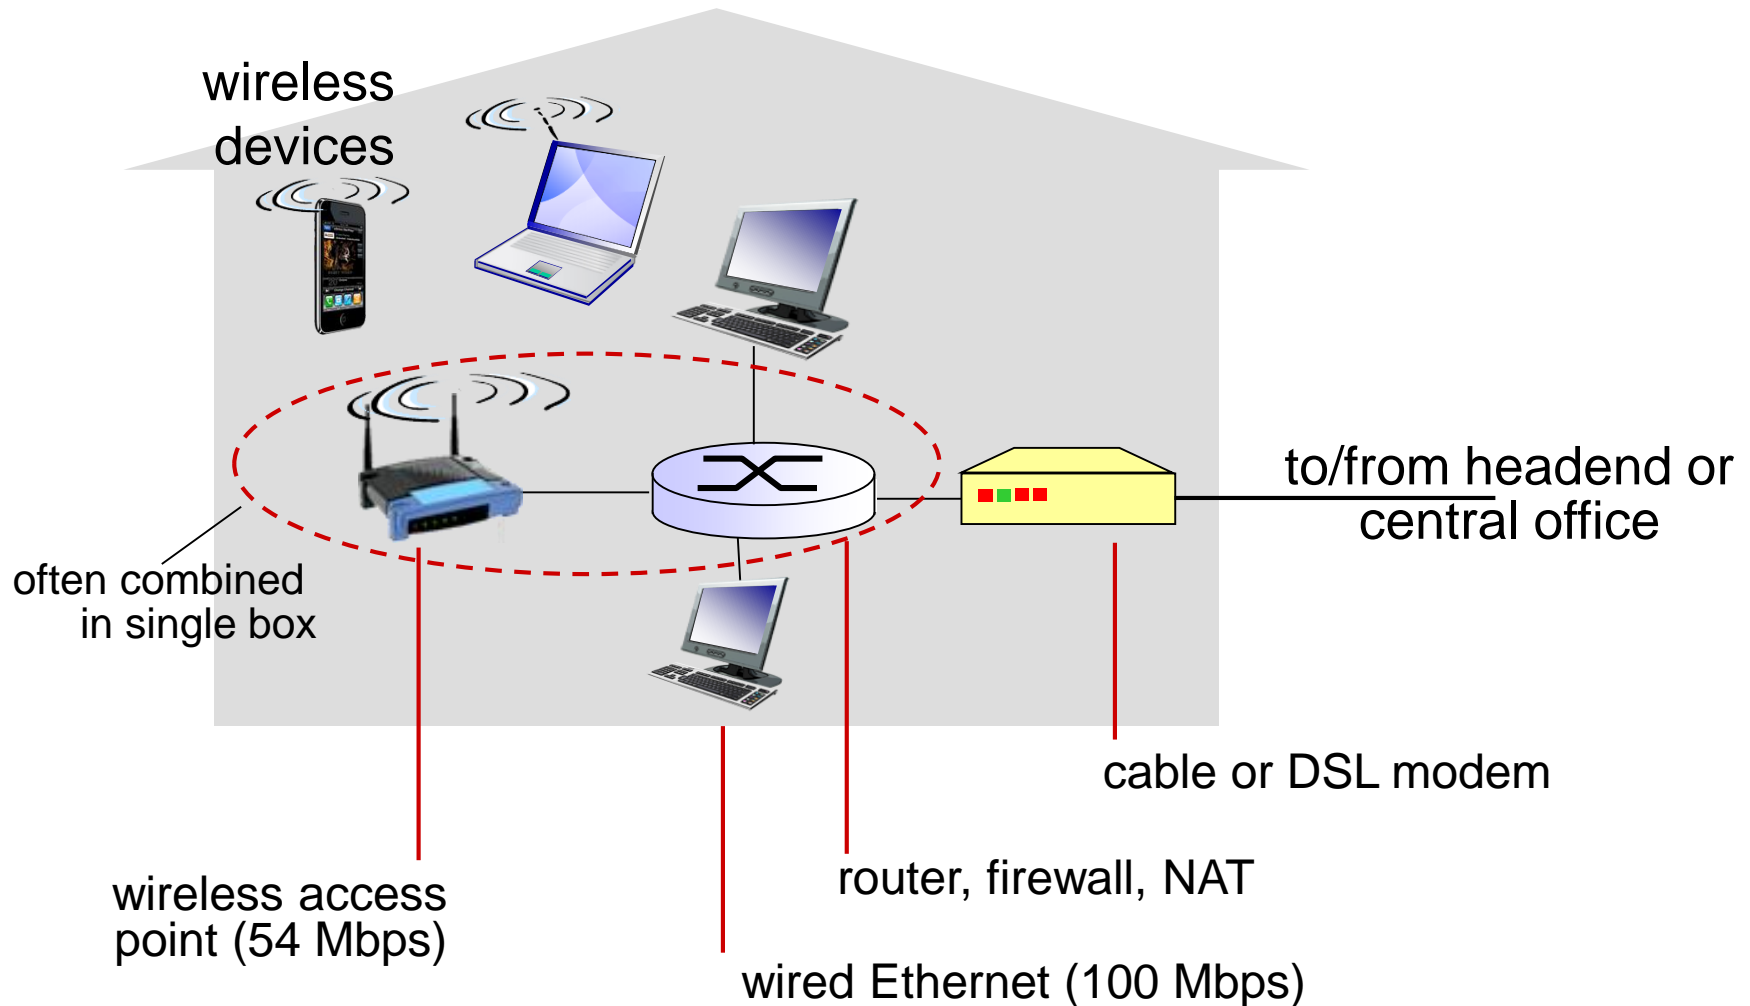 wireless
devices
to/from headend or
central office
often combined
in single box
cable or DSL modem
router, firewall, NAT
wireless access
point (54 Mbps)
wired Ethernet (100 Mbps)